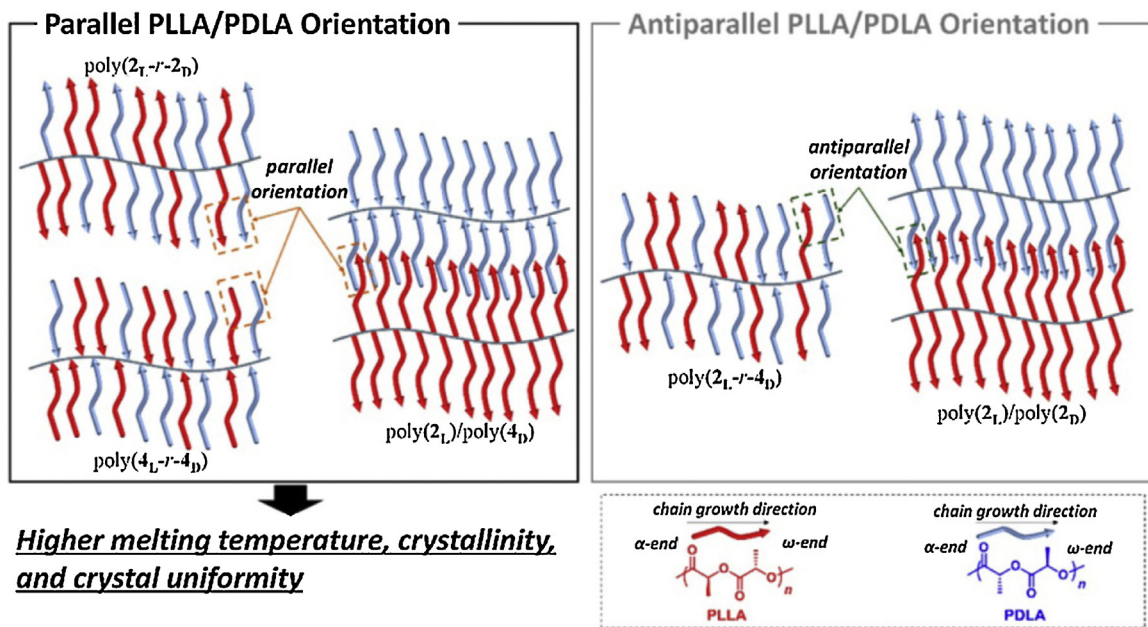 Parallel PLLA/PDLA Orientation
poly(2L-r-2D)
parallel
orientation
poly(2L)/poly(4D)
poly(4L-r-4D)
Higher melting temperature, crystallinity,
and crystal uniformity
Antiparallel PLLA/PDLA Orientation
antiparallel
orientation
poly(2L-r-4D)
poly(2L)/poly(2D)
chain growth direction
α-end
ω-end
O
O
O
O
n
PLLA
chain growth direction
α-end
ω-end
O
O
O
O
n
PDLA